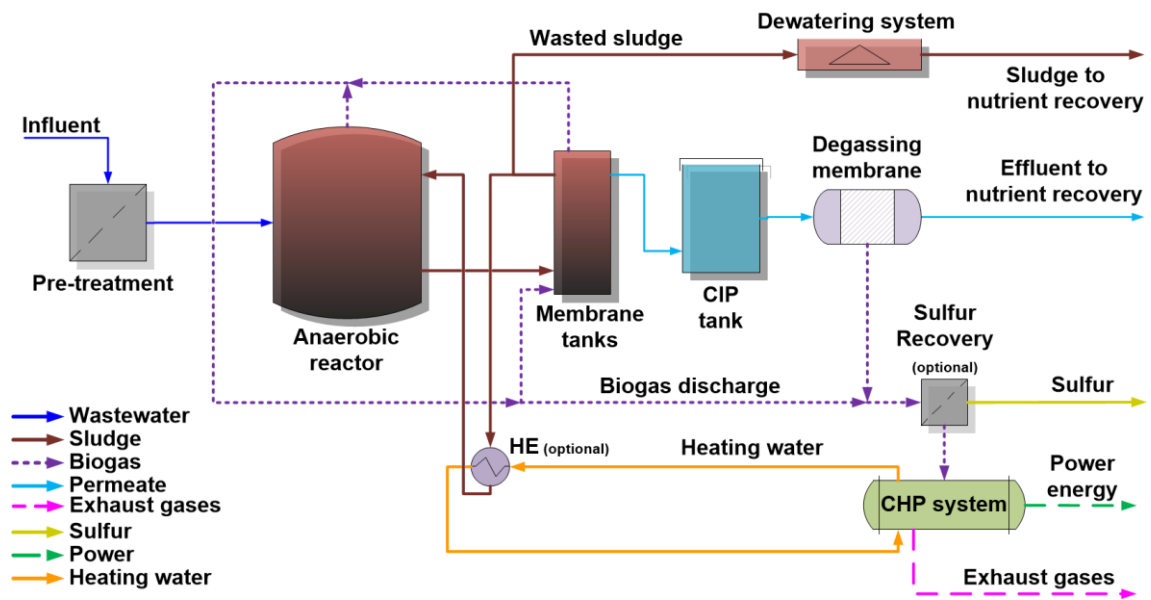 Dewatering system
Wasted sludge
Sludge to
nutrient recovery
Influent
Degassing
membrane
Effluent to
nutrient recovery
Pre-treatment
Anaerobic
reactor
Membrane
tanks
CIP
tank
Sulfur
Recovery
(optional)
Biogas discharge
Sulfur
Wastewater
Sludge
Biogas
Permeate
Exhaust gases
Sulfur
Power
Heating water
HE (optional)
Heating water
Power
energy
CHP system
Exhaust gases